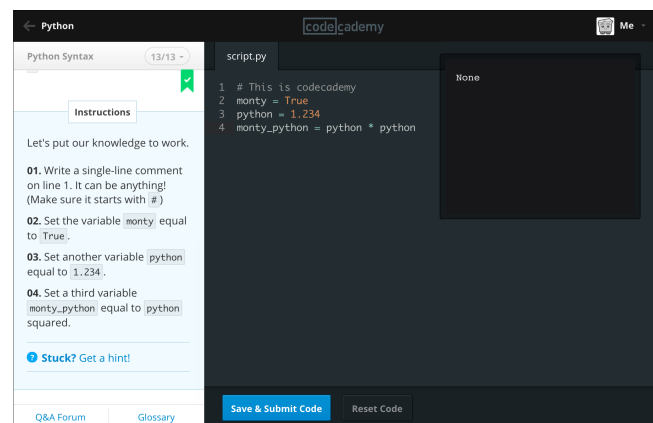 Python
codecademy
Me
Python Syntax
13/13
script.py
Instructions
Let's put our knowledge to work.
01. Write a single-line comment
on line 1. It can be anything!
(Make sure it starts with # )
02. Set the variable monty equal
to True .
03. Set another variable python
equal to 1.234 .
04. Set a third variable
monty_python equal to python
squared.
? Stuck? Get a hint!
Q&A Forum Glossary
1 # This is codecademy
2 monty = True
3 python = 1.234
4 monty_python = python * python
None
Save & Submit Code Reset Code